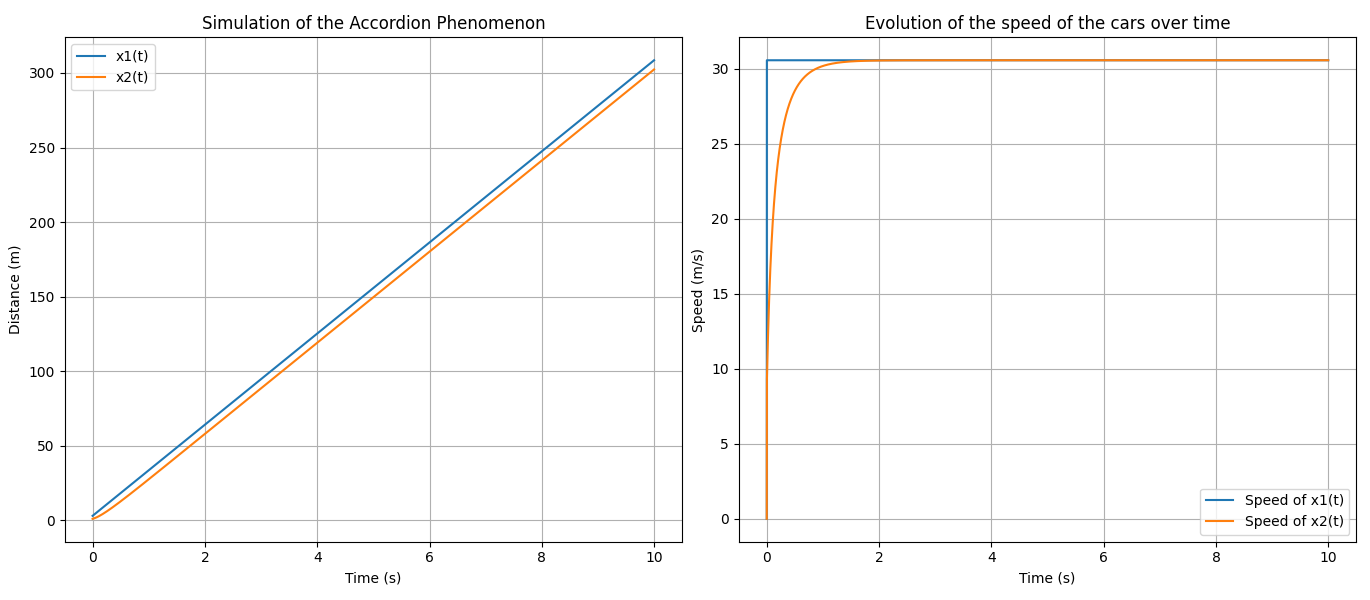 Simulation of the Accordion Phenomenon
x1(t)
x2(t)
300
250
200
150
100
50
0
Distance (m)
0 2 4 6 8 10
Time (s)
Evolution of the speed of the cars over time
30
25
20
15
10
5
0
Speed (m/s)
Speed of x1(t)
Speed of x2(t)
0 2 4 6 8 10
Time (s)